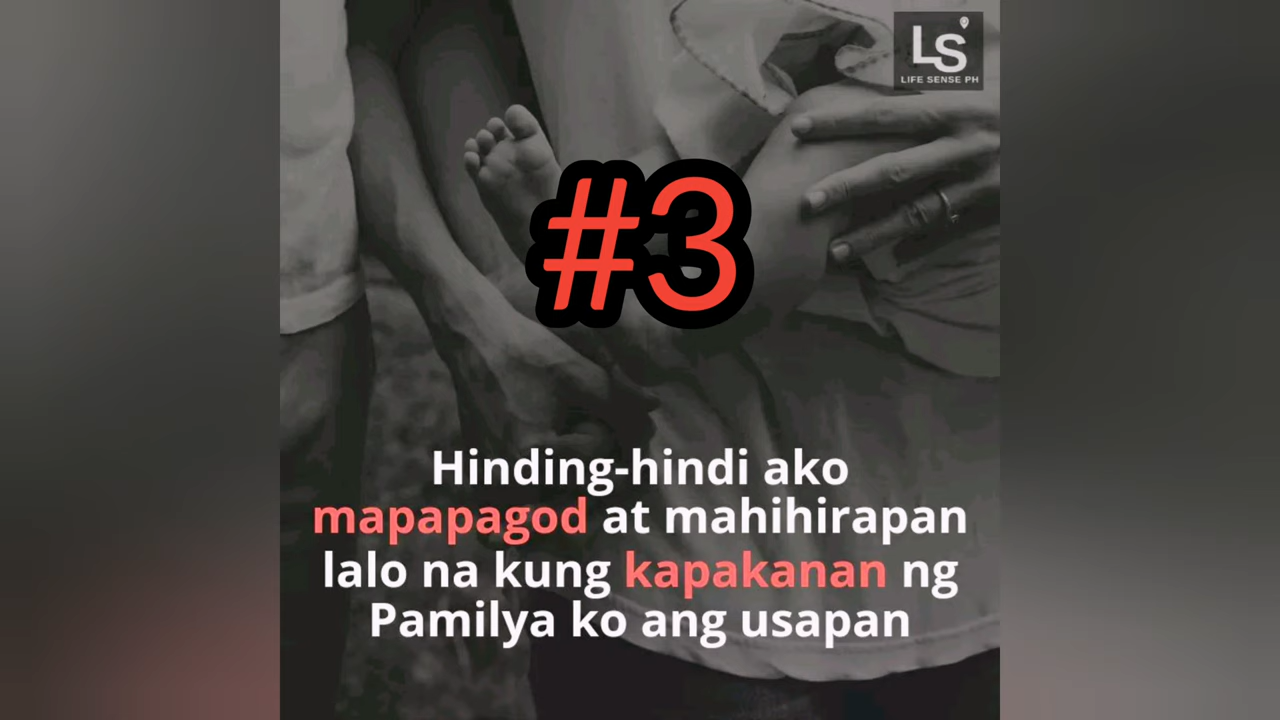 LS
LIFE SENSE PH
#3
Hinding-hindi ako
mapapagod at mahihirapan
lalo na kung kapakanan ng
Pamilya ko ang usapan